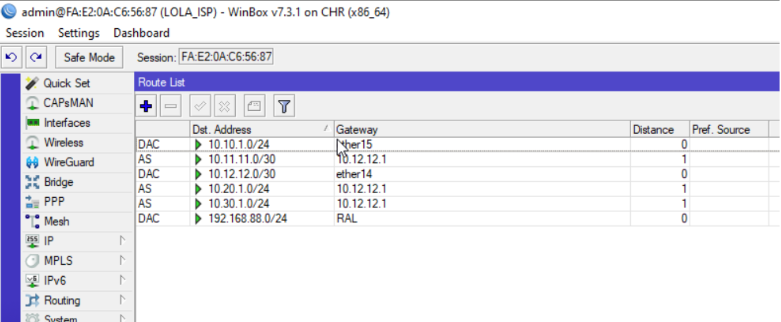 admin@FA:E2:0A:C6:56:87 (LOLA_ISP) - WinBox v7.3.1 on CHR (x86_64)
Session Settings Dashboard
Safe Mode Session: FA:E2:0A:C6:56:87
Quick Set
CAPsMAN
Interfaces
Wireless
WireGuard
Bridge
PPP
Mesh
IP
MPLS
IPv6
Routing
System
Route List
Dst. Address / Gateway Distance Pref. Source
DAC 10.10.1.0/24 ether15 0
AS 10.11.11.0/30 10.12.12.1 1
DAC 10.12.12.0/30 ether14 0
AS 10.20.1.0/24 10.12.12.1 1
AS 10.30.1.0/24 10.12.12.1 1
DAC 192.168.88.0/24 RAL 0